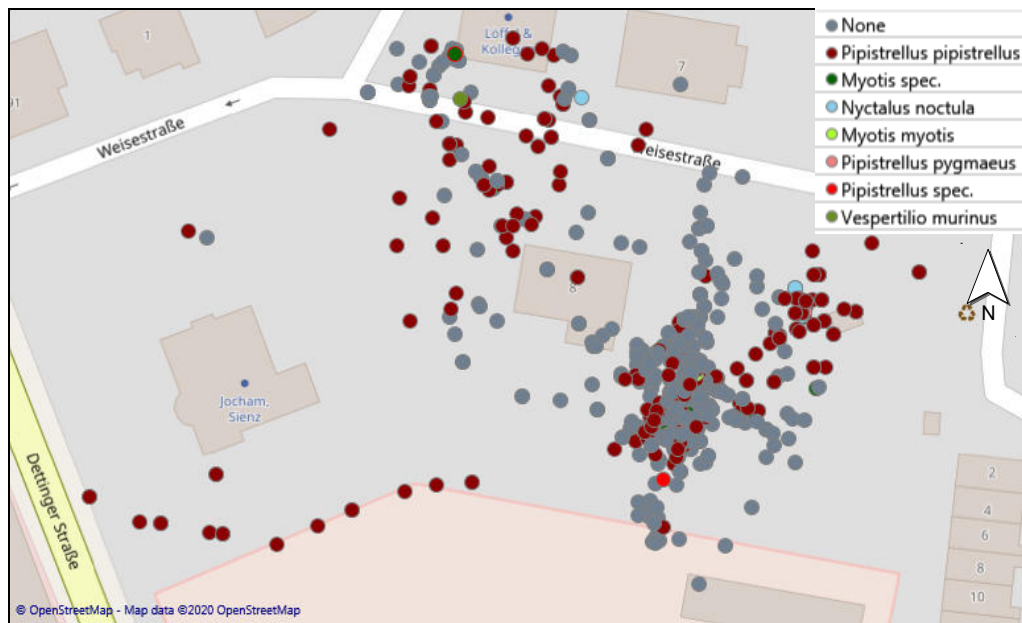 None
Pipistrellus pipistrellus
Myotis spec.
Nyctalus noctula
Myotis myotis
Pipistrellus pygmaeus
Pipistrellus spec.
Vespertilio murinus
1
7
91
Weisestraße
8
N
Jocham,
Sienz
Dettinger Straße
2
4
6
8
10
© OpenStreetMap - Map data ©2020 OpenStreetMap